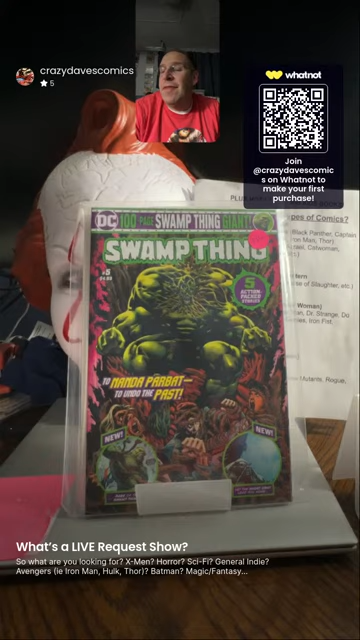 crazydavescomics
★ 5
whatnot
Join
@crazydavescomic
s on Whatnot to
make your first
purchase!
ypes of Comics?
Black Panther, Captain
ron Man, Thor)
Catwoman,
etc.)
tern
se of Slaughter, etc.)
Woman)
an, Dr. Strange, Du
Iron Fist,
Mutants, Rogue,
DC 100-PAGE SWAMP THING GIANT!
SWAMP THING
#5
$4.99
5
ACTION-
PACKED
STORIES
TO NANDA PARBAT—
TO UNDO THE PAST!
NEW!
NEW!
What's a LIVE Request Show?
So what are you looking for? X-Men? Horror? Sci-Fi? General Indie?
Avengers (ie Iron Man, Hulk, Thor)? Batman? Magic/Fantasy...